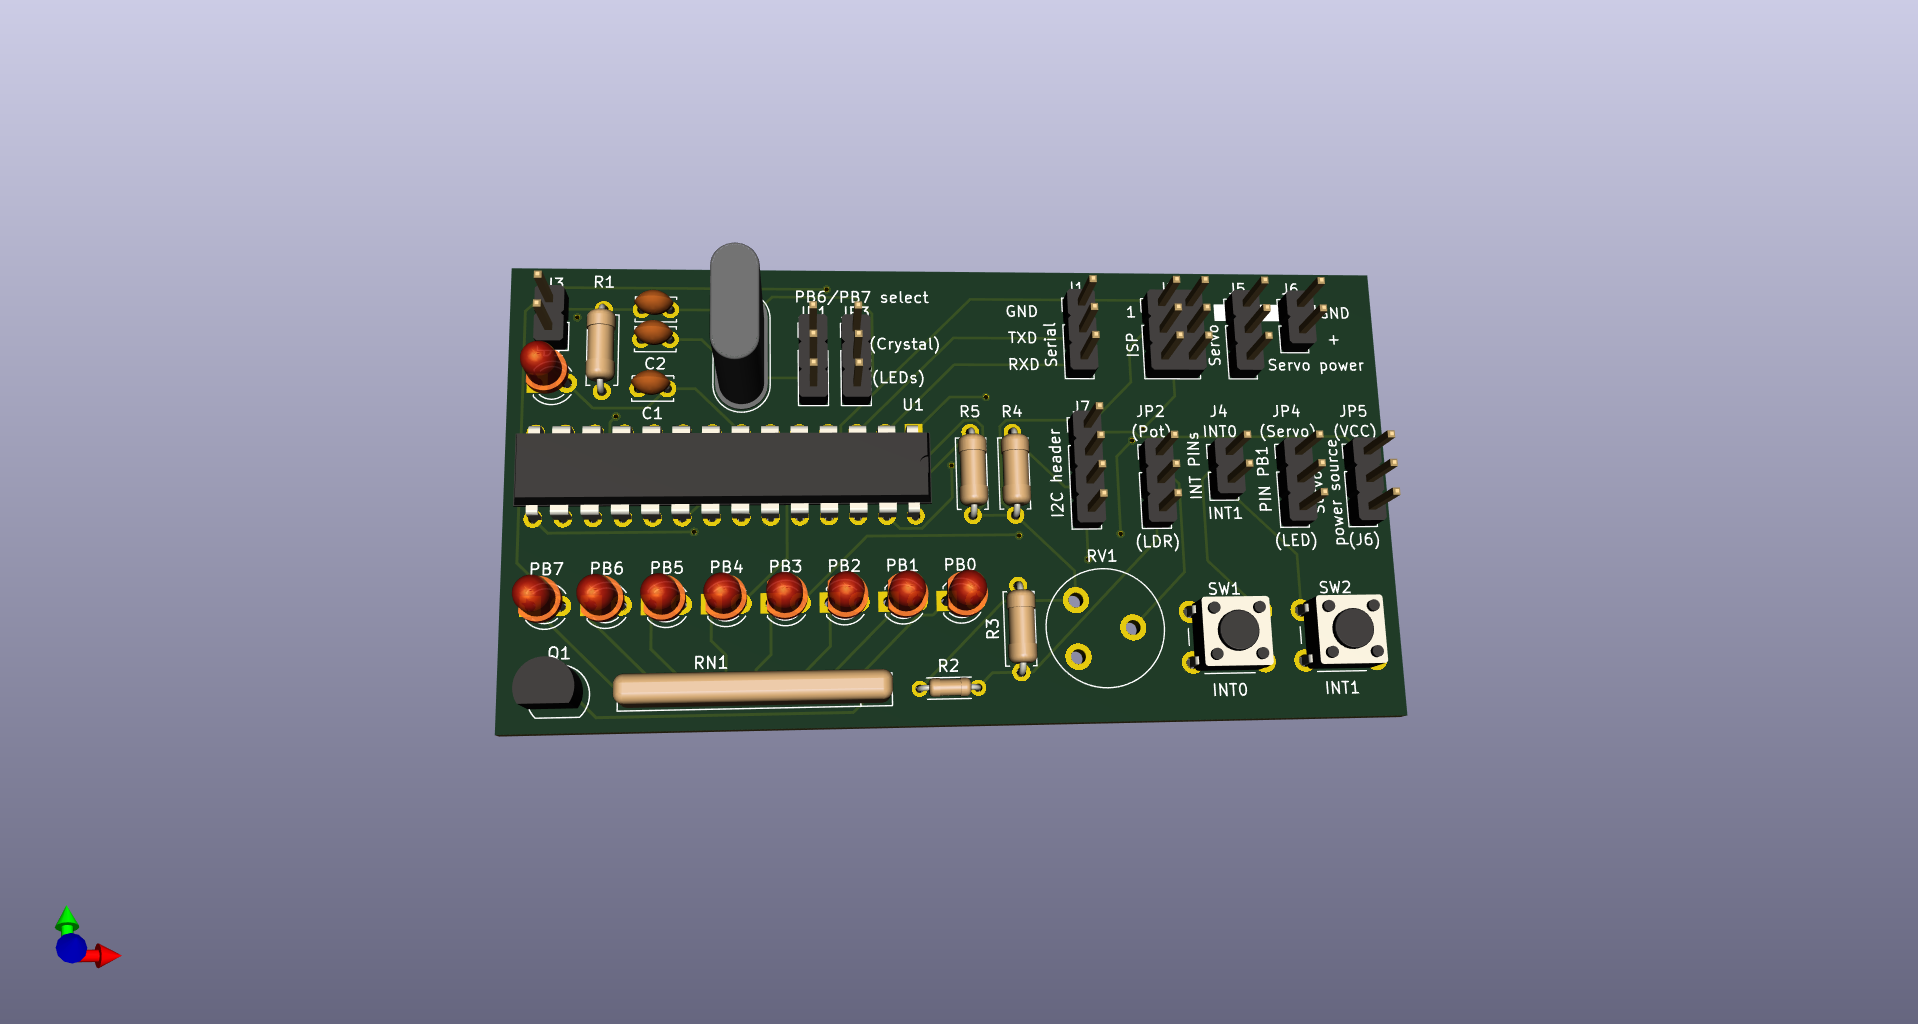 R1
PB6/PB7 select
GND
1
GND
TXD
(Crystal)
Serial
ISP
Servo
+
C2
RXD
Servo power
(LEDs)
C1
U1
R5
R4
J7
JP2
J4
JP4
JP5
(Pot)
INT0
(Servo)
(VCC)
I2C header
INT PINs
PIN PB1
power source
INT1
(LDR)
(LED)
(J6)
RV1
PB7
PB6
PB5
PB4
PB3
PB2
PB1
PB0
SW1
SW2
R3
Q1
RN1
R2
INT0
INT1